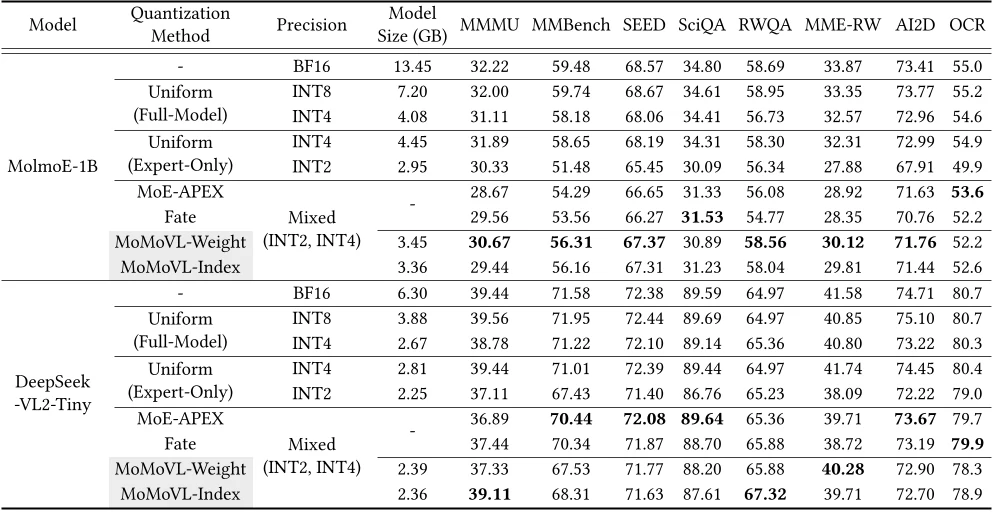 Model Quantization Method Precision Model Size (GB) MMMU MMBench SEED SciQA RWQA MME-RW AI2D OCR
MolmoE-1B
- BF16 13.45 32.22 59.48 68.57 34.80 58.69 33.87 73.41 55.0
Uniform (Full-Model) INT8 7.20 32.00 59.74 68.67 34.61 58.95 33.35 73.77 55.2
INT4 4.08 31.11 58.18 68.06 34.41 56.73 32.57 72.96 54.6
Uniform (Expert-Only) INT4 4.45 31.89 58.65 68.19 34.31 58.30 32.31 72.99 54.9
INT2 2.95 30.33 51.48 65.45 30.09 56.34 27.88 67.91 49.9
MoE-APEX Mixed (INT2, INT4) - 28.67 54.29 66.65 31.33 56.08 28.92 71.63 53.6
Fate 29.56 53.56 66.27 31.53 54.77 28.35 70.76 52.2
MoMoVL-Weight 3.45 30.67 56.31 67.37 30.89 58.56 30.12 71.76 52.2
MoMoVL-Index 3.36 29.44 56.16 67.31 31.23 58.04 29.81 71.44 52.6
DeepSeek
-VL2-Tiny
- BF16 6.30 39.44 71.58 72.38 89.59 64.97 41.58 74.71 80.7
Uniform (Full-Model) INT8 3.88 39.56 71.95 72.44 89.69 64.97 40.85 75.10 80.7
INT4 2.67 38.78 71.22 72.10 89.14 65.36 40.80 73.22 80.3
Uniform (Expert-Only) INT4 2.81 39.44 71.01 72.39 89.44 64.97 41.74 74.45 80.4
INT2 2.25 37.11 67.43 71.40 86.76 65.23 38.09 72.22 79.0
MoE-APEX Mixed (INT2, INT4) - 36.89 70.44 72.08 89.64 65.36 39.71 73.67 79.7
Fate 37.44 70.34 71.87 88.70 65.88 38.72 73.19 79.9
MoMoVL-Weight 2.39 37.33 67.53 71.77 88.20 65.88 40.28 72.90 78.3
MoMoVL-Index 2.36 39.11 68.31 71.63 87.61 67.32 39.71 72.70 78.9